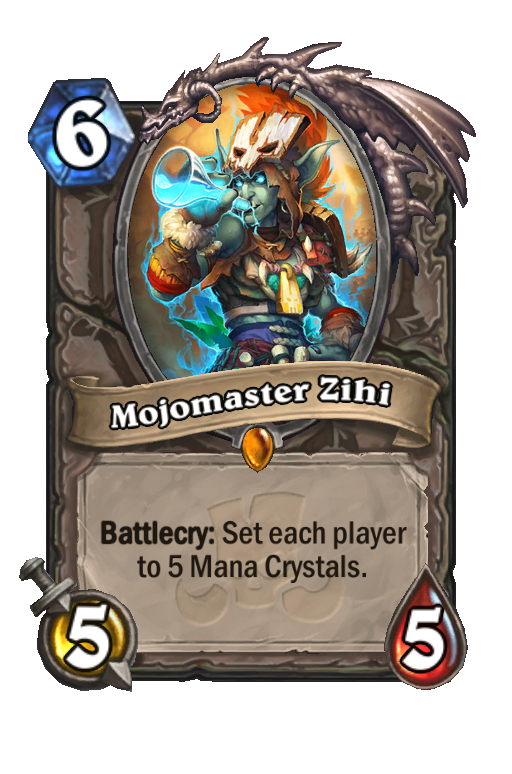 6
Mojomaster Zihi
Battlecry: Set each player
to 5 Mana Crystals.
5
5